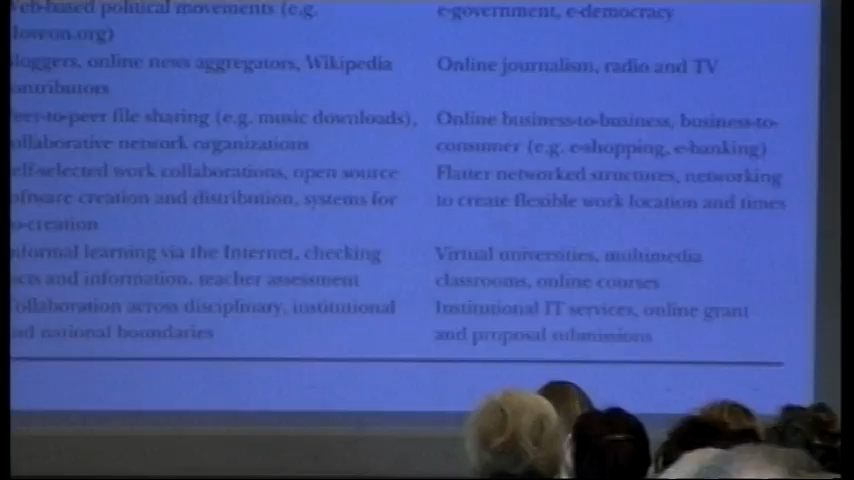 eb-based political movements (e.g.
oveon.org)
loggers, online news aggregators, Wikipedia
ontributors
eer-to-peer file sharing (e.g. music downloads),
ollaborative network organizations
elf-selected work collaborations, open source
oftware creation and distribution, systems for
o-creation
nformal learning via the Internet, checking
acts and information, teacher assessment
ollaboration across disciplinary, institutional
nd national boundaries
e-government, e-democracy
Online journalism, radio and TV
Online business-to-business, business-to-
consumer (e.g. e-shopping, e-banking)
Flatter networked structures, networking
to create flexible work location and times
Virtual universities, multimedia
classrooms, online courses
Institutional IT services, online grant
and proposal submissions